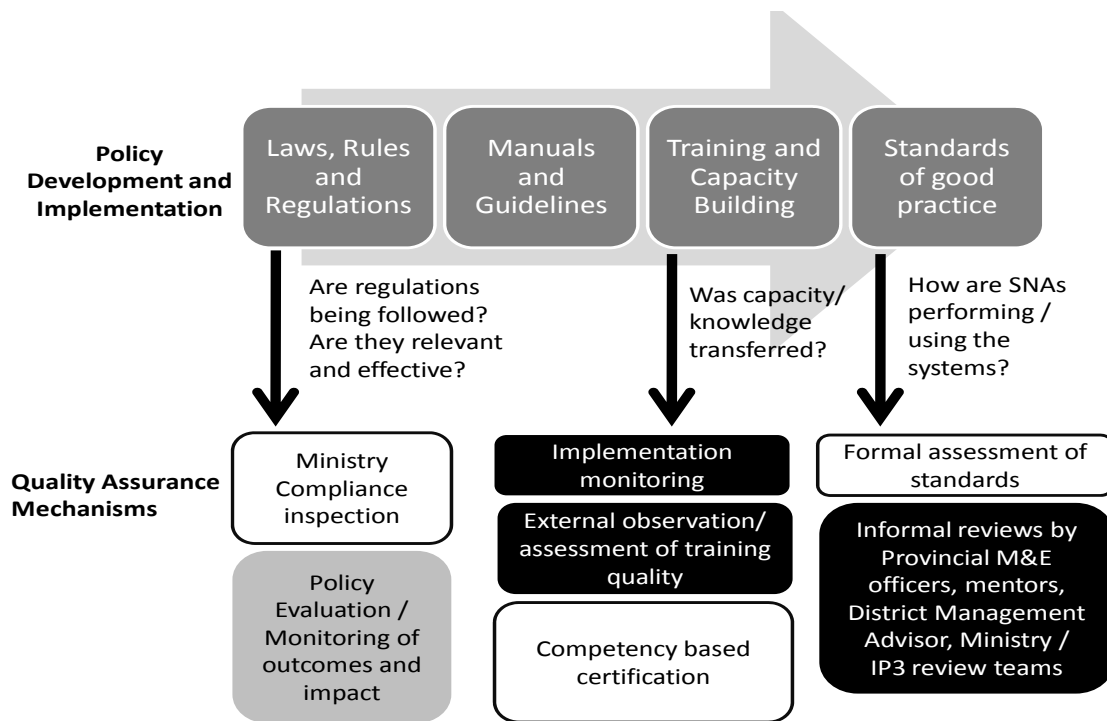 Policy
Development and
Implementation
Laws, Rules
and
Regulations
Manuals
and
Guidelines
Training and
Capacity
Building
Standards
of good
practice
Are regulations
being followed?
Are they relevant
and effective?
Was capacity/
knowledge
transferred?
How are SNAs
performing /
using the
systems?
Quality Assurance
Mechanisms
Ministry
Compliance
inspection
Policy
Evaluation /
Monitoring of
outcomes and
impact
Implementation
monitoring
External observation/
assessment of training
quality
Competency based
certification
Formal assessment of
standards
Informal reviews by
Provincial M&E
officers, mentors,
District Management
Advisor, Ministry /
IP3 review teams